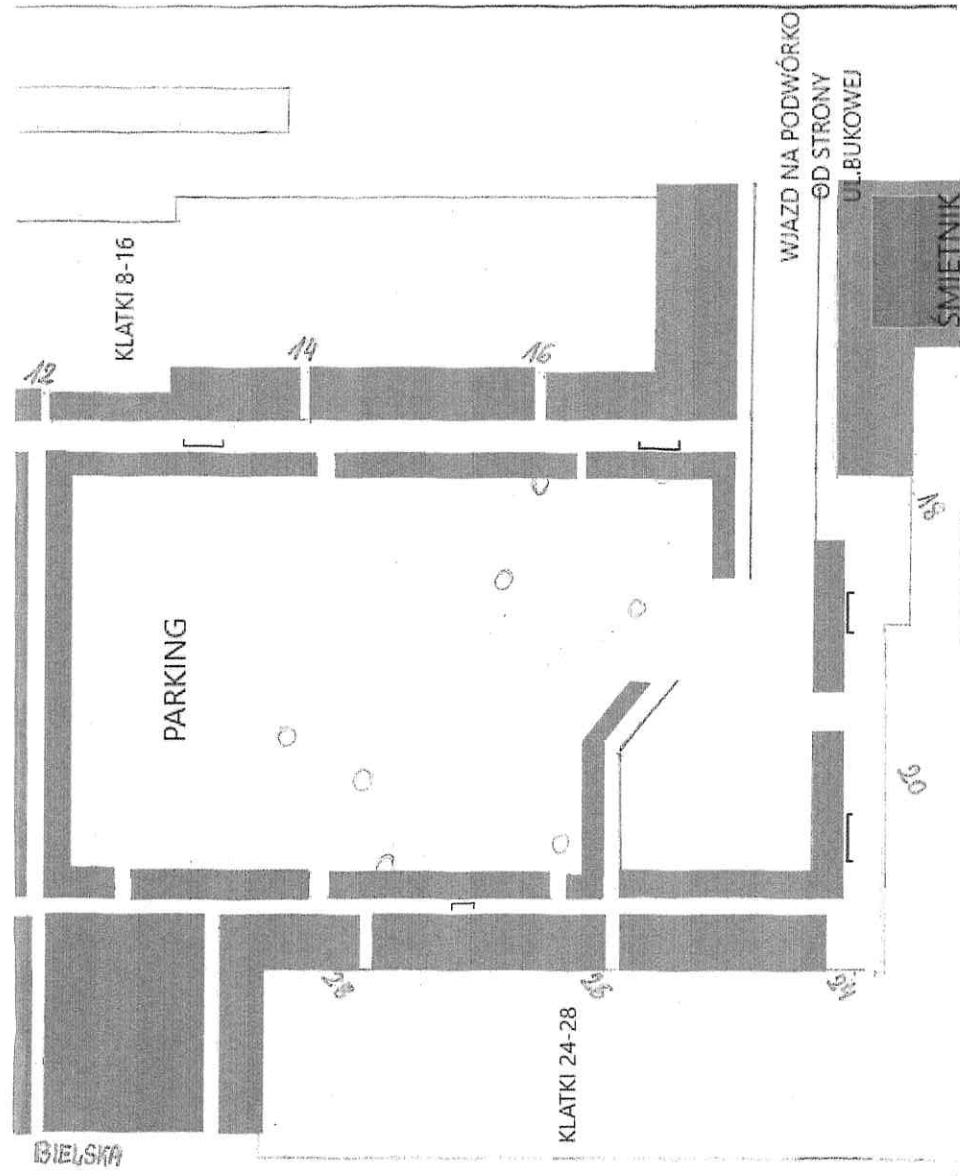 WJAZD NA PODWÓRKO
OD STRONY
UL.BUKOWEJ
ŚMIETNIK
KLATKI 8-16
12
14
16
PARKING
18
20
28
26
24
KLATKI 24-28
BIELSKA